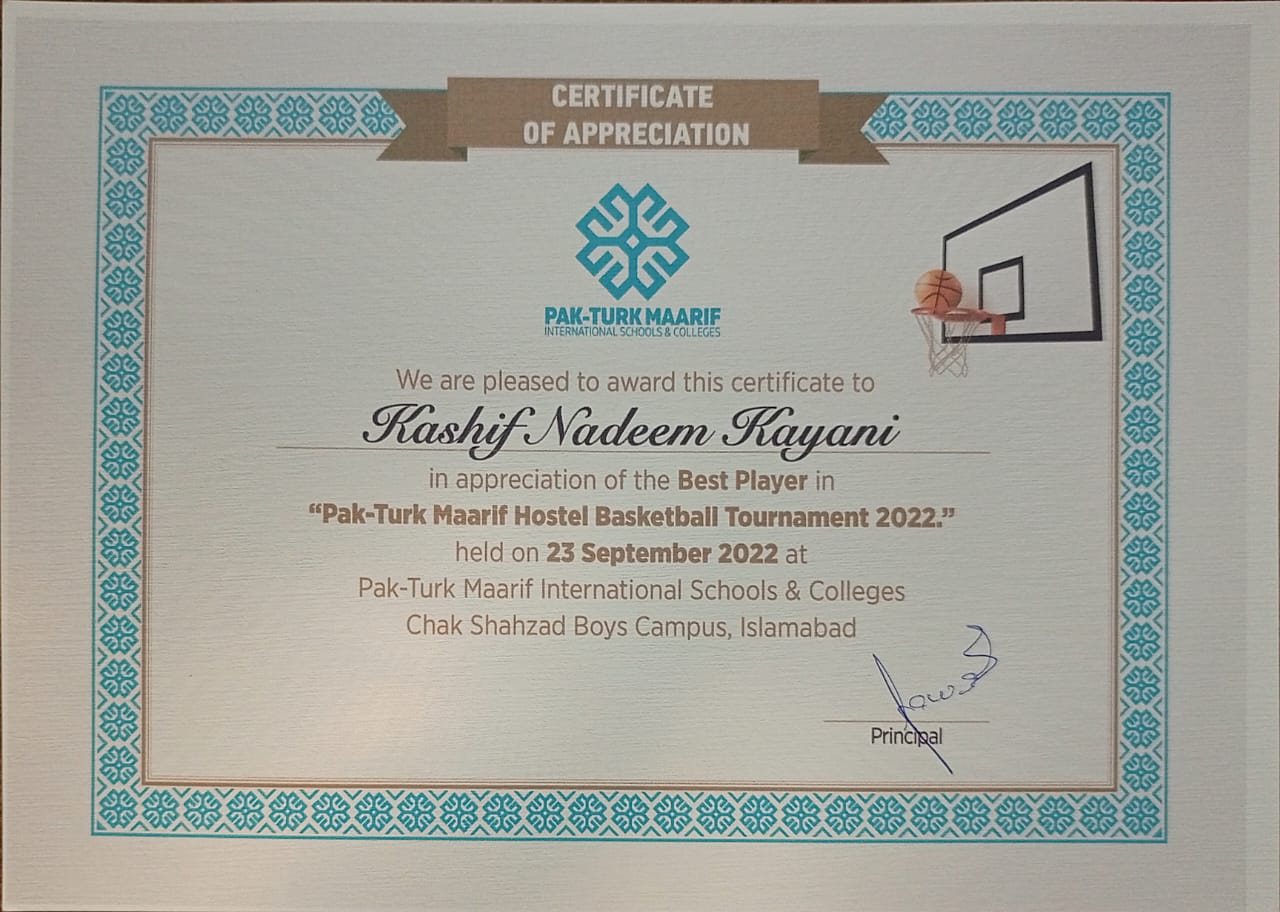 CERTIFICATE
OF APPRECIATION
PAK-TURK MAARIF
INTERNATIONAL SCHOOLS & COLLEGES
We are pleased to award this certificate to
Kashif Nadeem Kayani
in appreciation of the Best Player in
“Pak-Turk Maarif Hostel Basketball Tournament 2022.”
held on 23 September 2022 at
Pak-Turk Maarif International Schools & Colleges
Chak Shahzad Boys Campus, Islamabad
Principal